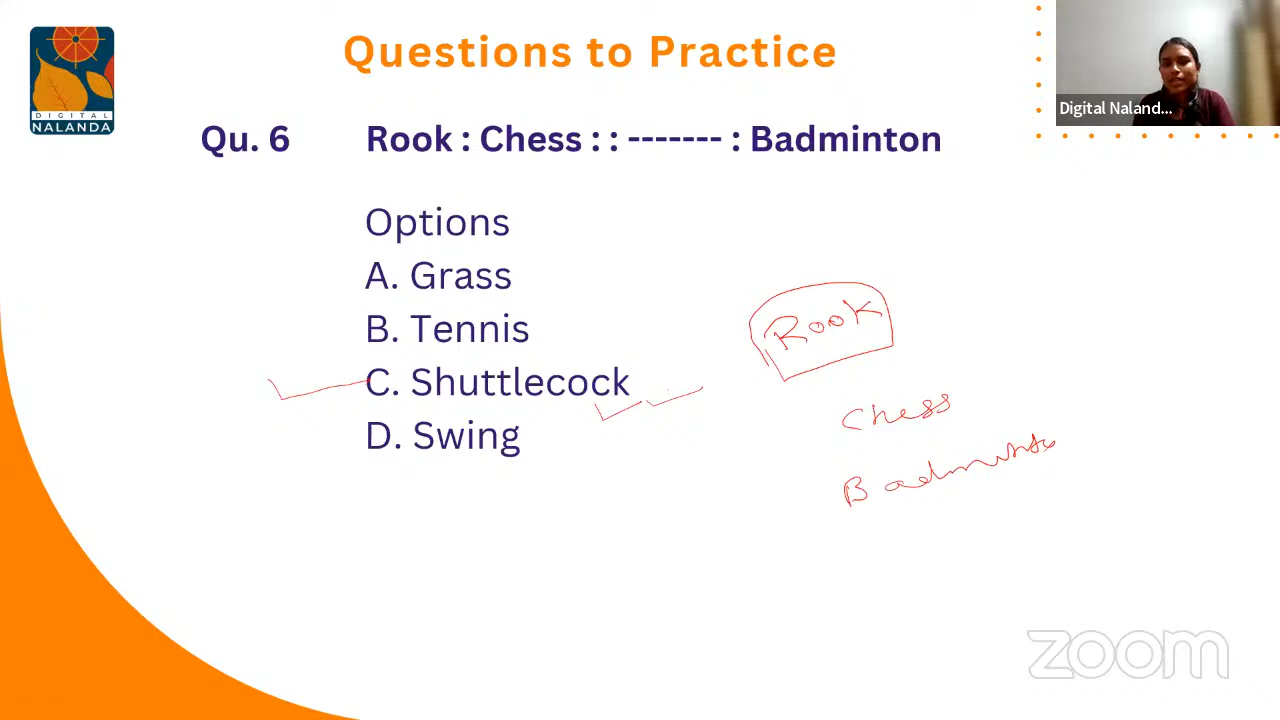 Questions to Practice
DIGITAL
NALANDA
Digital Naland...
Qu. 6 Rook : Chess : : ------- : Badminton
Options
A. Grass
B. Tennis
C. Shuttlecock
D. Swing
Rook
Chess
Badminto
zoom